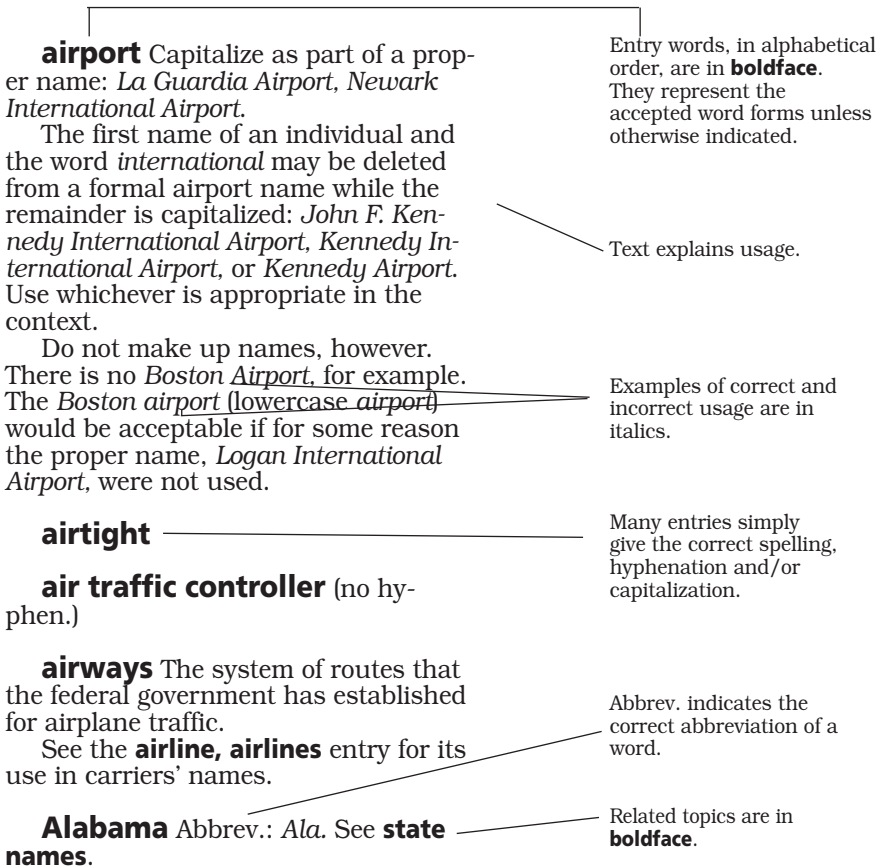 airport Capitalize as part of a prop-
er name: La Guardia Airport, Newark
International Airport.
The first name of an individual and
the word international may be deleted
from a formal airport name while the
remainder is capitalized: John F. Ken-
nedy International Airport, Kennedy In-
ternational Airport, or Kennedy Airport.
Use whichever is appropriate in the
context.
Do not make up names, however.
There is no Boston Airport, for example.
The Boston airport (lowercase airport)
would be acceptable if for some reason
the proper name, Logan International
Airport, were not used.
airtight
air traffic controller (no hy-
phen.)
airways The system of routes that
the federal government has established
for airplane traffic.
See the airline, airlines entry for its
use in carriers’ names.
Alabama Abbrev.: Ala. See state
names.
Entry words, in alphabetical
order, are in boldface.
They represent the
accepted word forms unless
otherwise indicated.
Text explains usage.
Examples of correct and
incorrect usage are in
italics.
Many entries simply
give the correct spelling,
hyphenation and/or
capitalization.
Abbrev. indicates the
correct abbreviation of a
word.
Related topics are in
boldface.